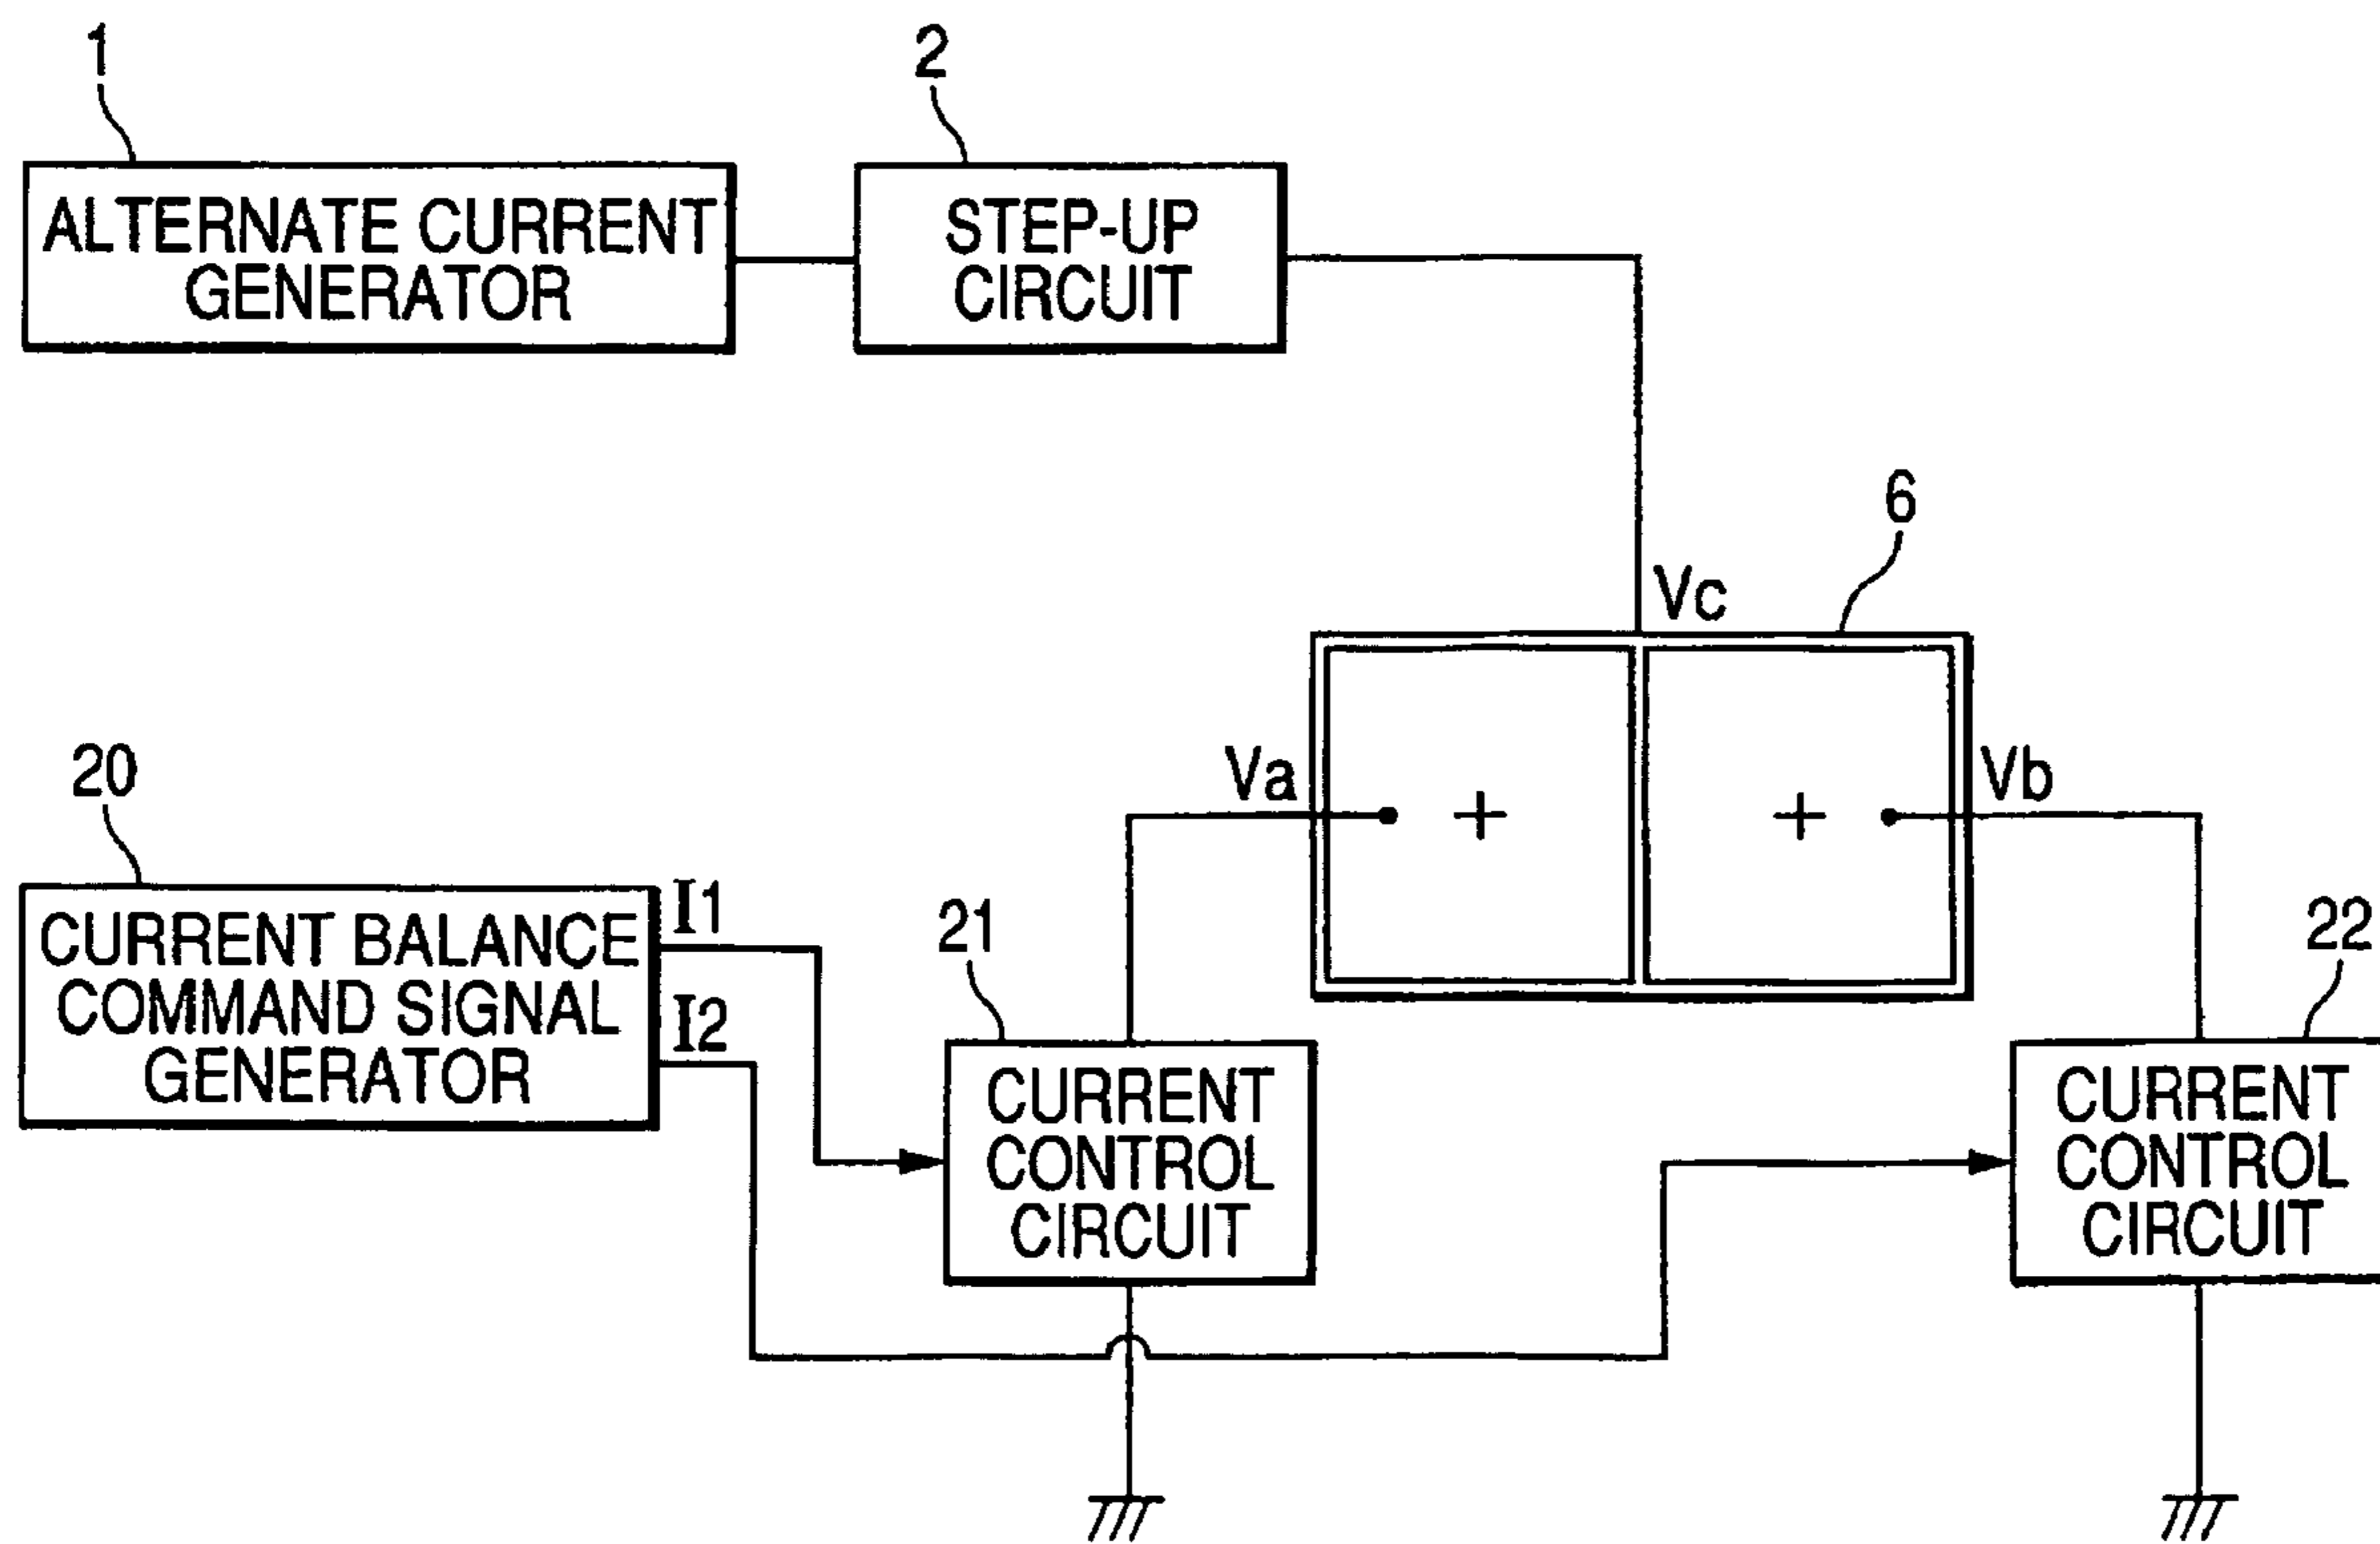 1
2
ALTERNATE CURRENT
GENERATOR
STEP-UP
CIRCUIT
6
Vc
Va
Vb
20
I1
CURRENT BALANCE
COMMAND SIGNAL
GENERATOR
I2
21
22
CURRENT
CONTROL
CIRCUIT
CURRENT
CONTROL
CIRCUIT